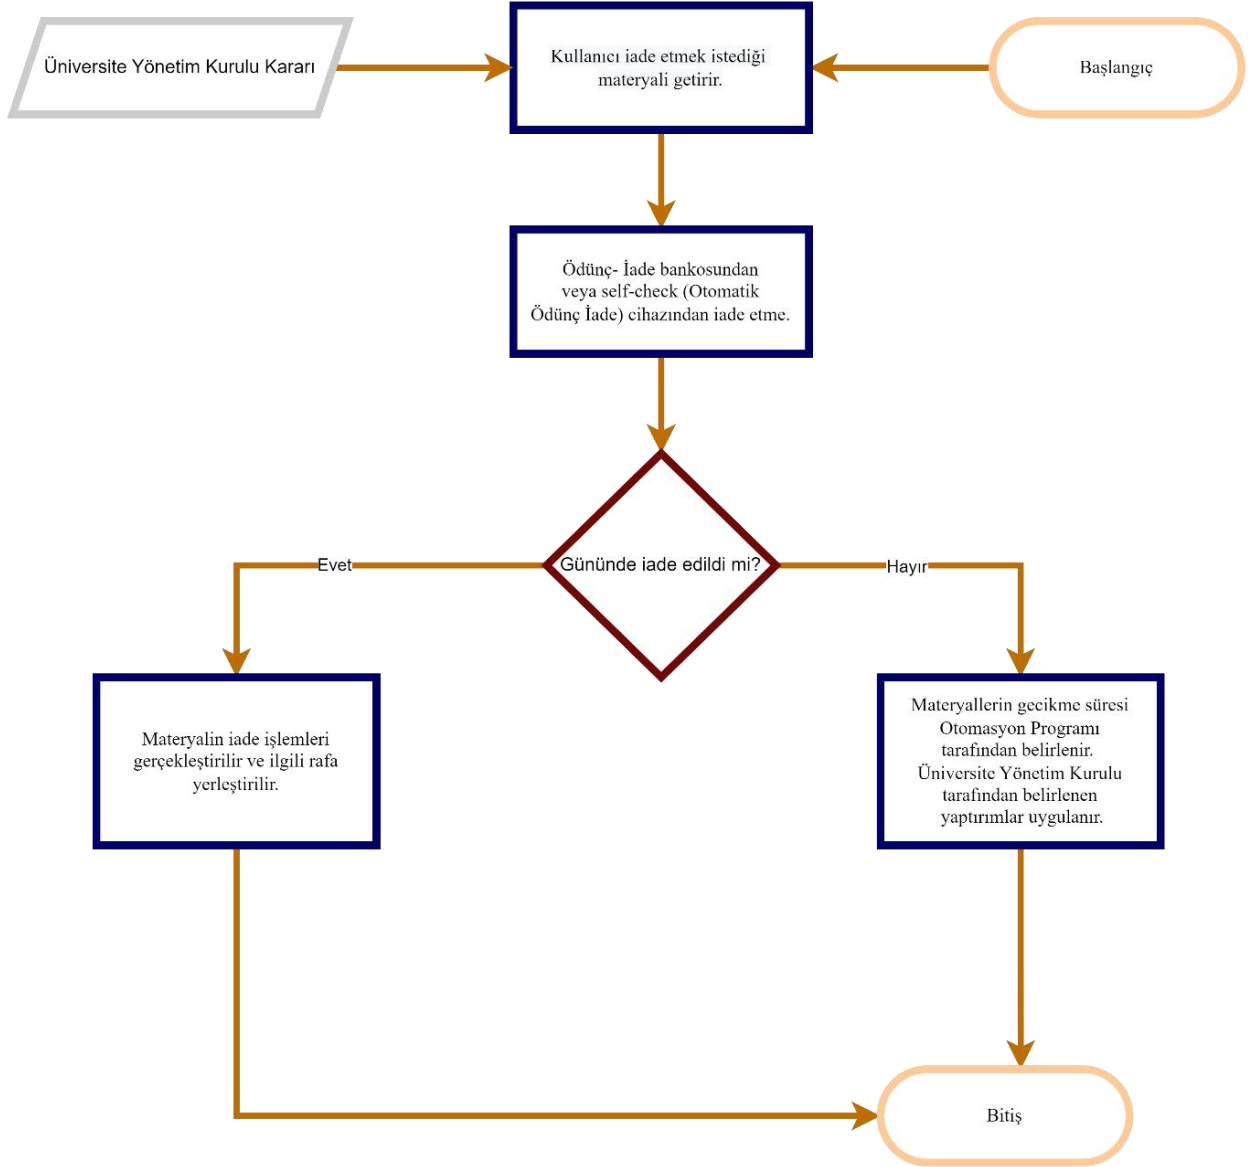 Üniversite Yönetim Kurulu Kararı
Kullanıcı iade etmek istediği
materyali getirir.
Başlangıç
Ödünç- İade bankosundan
veya self-check (Otomatik
Ödünç İade) cihazından iade etme.
Gününde iade edildi mi?
Evet
Hayır
Materyalin iade işlemleri
gerçekleştirilir ve ilgili rafa
yerleştirilir.
Materyallerin gecikme süresi
Otomasyon Programı
tarafından belirlenir.
Üniversite Yönetim Kurulu
tarafından belirlenen
yaptırımlar uygulanır.
Bitiş